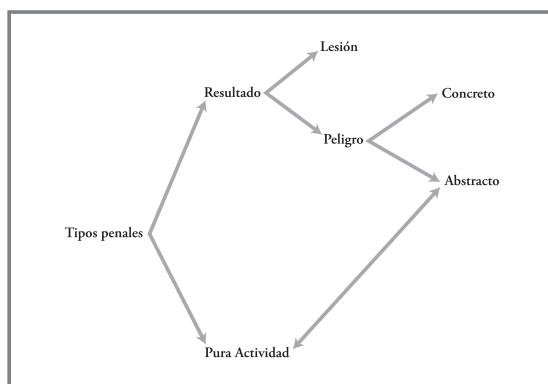 Lesión
Resultado
Concreto
Peligro
Abstracto
Tipos penales
Pura Actividad